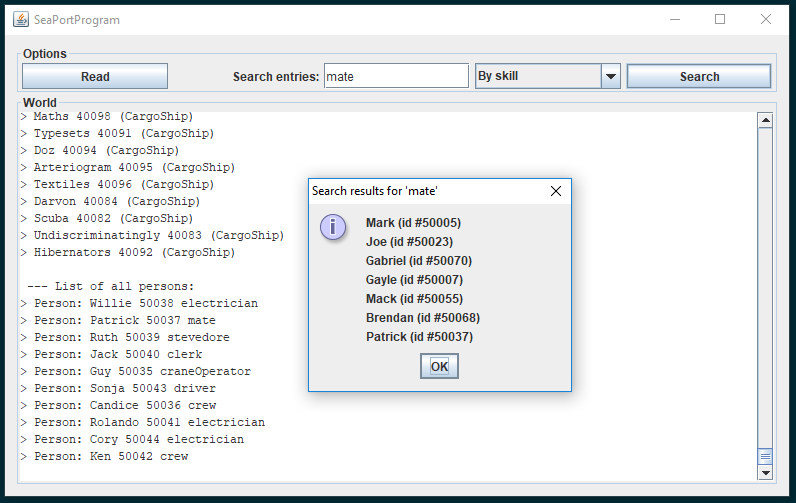 SeaPortProgram
Options
Read
Search entries:
mate
By skill
Search
World
> Maths 40098 (CargoShip)
> Typesets 40091 (CargoShip)
> Doz 40094 (CargoShip)
> Arteriogram 40095 (CargoShip)
> Textiles 40096 (CargoShip)
> Darvon 40084 (CargoShip)
> Scuba 40082 (CargoShip)
> Undiscriminatingly 40083 (CargoShip)
> Hibernators 40092 (CargoShip)
--- List of all persons:
> Person: Willie 50038 electrician
> Person: Patrick 50037 mate
> Person: Ruth 50039 stevedore
> Person: Jack 50040 clerk
> Person: Guy 50035 craneOperator
> Person: Sonja 50043 driver
> Person: Candice 50036 crew
> Person: Rolando 50041 electrician
> Person: Cory 50044 electrician
> Person: Ken 50042 crew
Search results for 'mate'
Mark (id #50005)
Joe (id #50023)
Gabriel (id #50070)
Gayle (id #50007)
Mack (id #50055)
Brendan (id #50068)
Patrick (id #50037)
OK